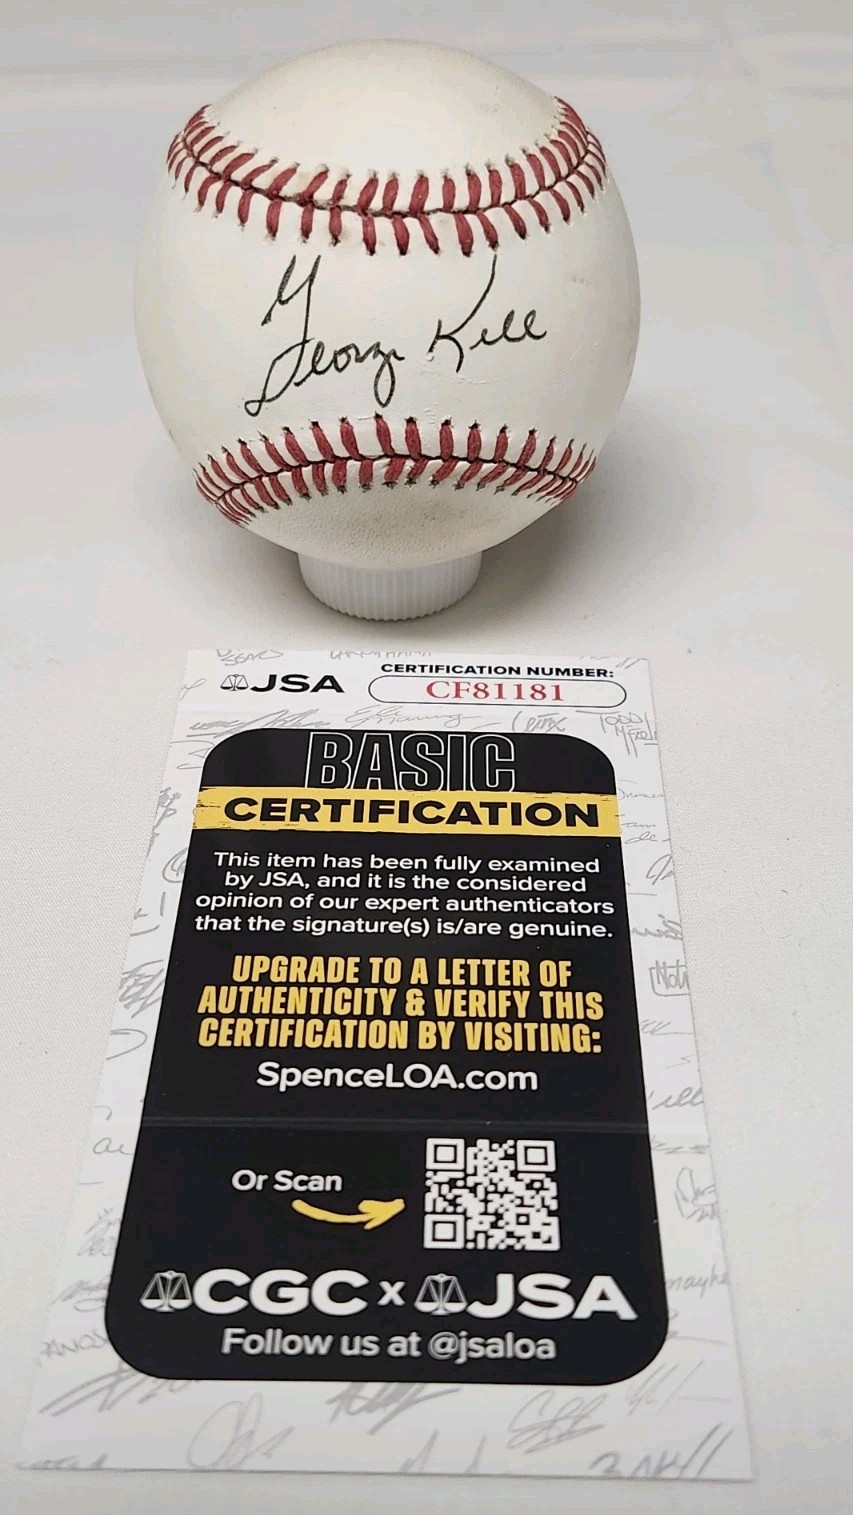 George Kell
JSA
CERTIFICATION NUMBER:
CF81181
BASIC
CERTIFICATION
This item has been fully examined
by JSA, and it is the considered
opinion of our expert authenticators
that the signature(s) is/are genuine.
UPGRADE TO A LETTER OF
AUTHENTICITY & VERIFY THIS
CERTIFICATION BY VISITING:
SpenceLOA.com
Or Scan
CGC x JSA
Follow us at @jsaloa